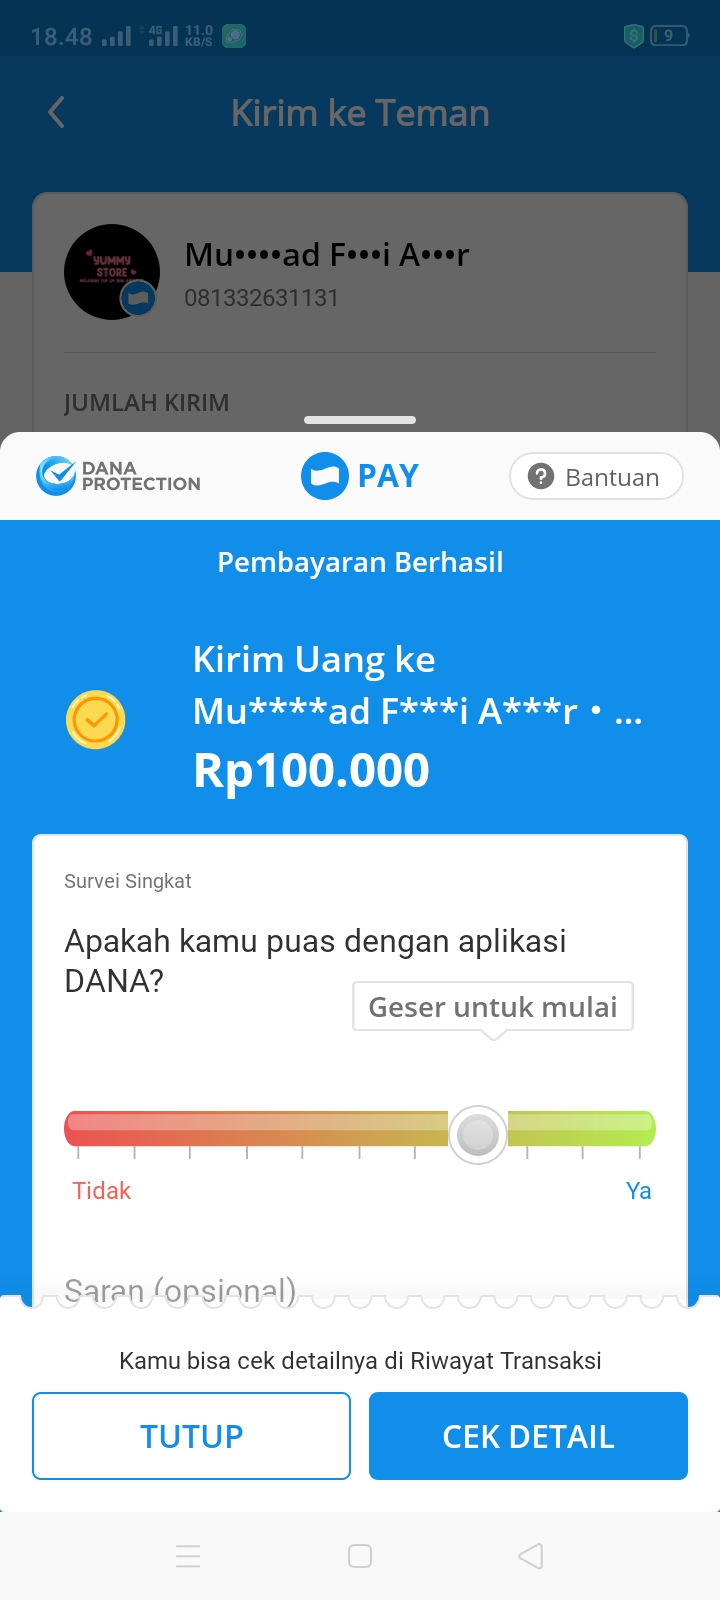 18.48
4G
11.0
KB/S
9
Kirim ke Teman
YUMMY
STORE
Mu••••ad F•••i A•••r
081332631131
JUMLAH KIRIM
DANA
PROTECTION
PAY
Bantuan
Pembayaran Berhasil
Kirim Uang ke
Mu****ad F***i A***r • ...
Rp100.000
Survei Singkat
Apakah kamu puas dengan aplikasi
DANA?
Geser untuk mulai
Tidak
Ya
Saran (opsional)
Kamu bisa cek detailnya di Riwayat Transaksi
TUTUP
CEK DETAIL